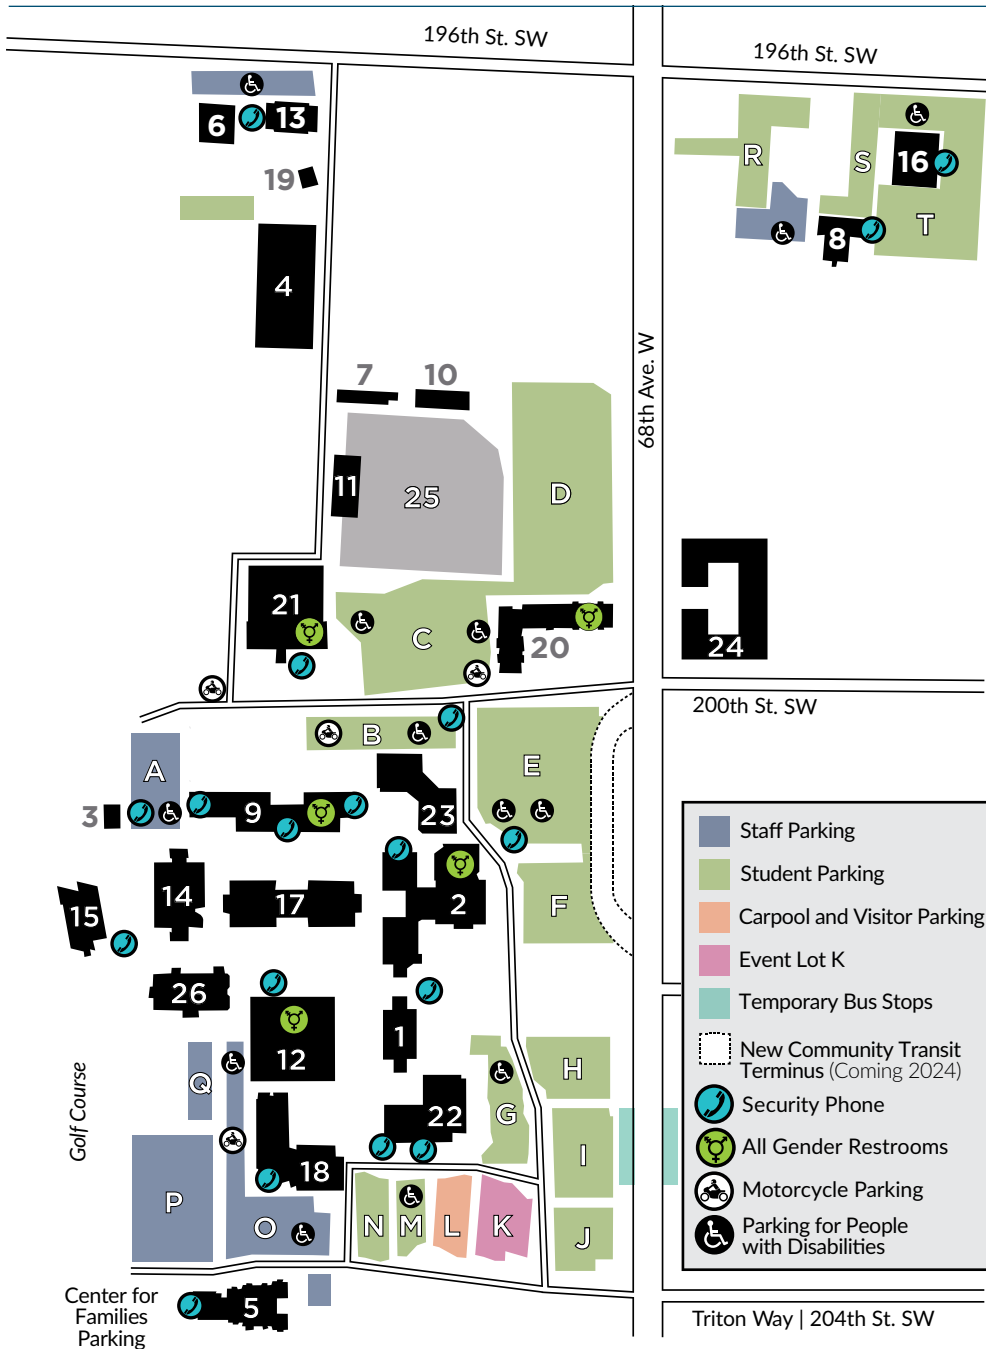 196th St. SW
196th St. SW
6
13
R
S
16
19
T
8
4
7
10
68th Ave. W
11
25
D
21
C
20
24
200th St. SW
B
A
E
3
9
23
14
17
2
F
15
26
1
12
Q
H
G
22
I
Golf Course
18
P
N
M
L
K
O
J
Center for
Families
Parking
5
Staff Parking
Student Parking
Carpool and Visitor Parking
Event Lot K
Temporary Bus Stops
New Community Transit
Terminus (Coming 2024)
Security Phone
All Gender Restrooms
Motorcycle Parking
Parking for People
with Disabilities
Triton Way | 204th St. SW